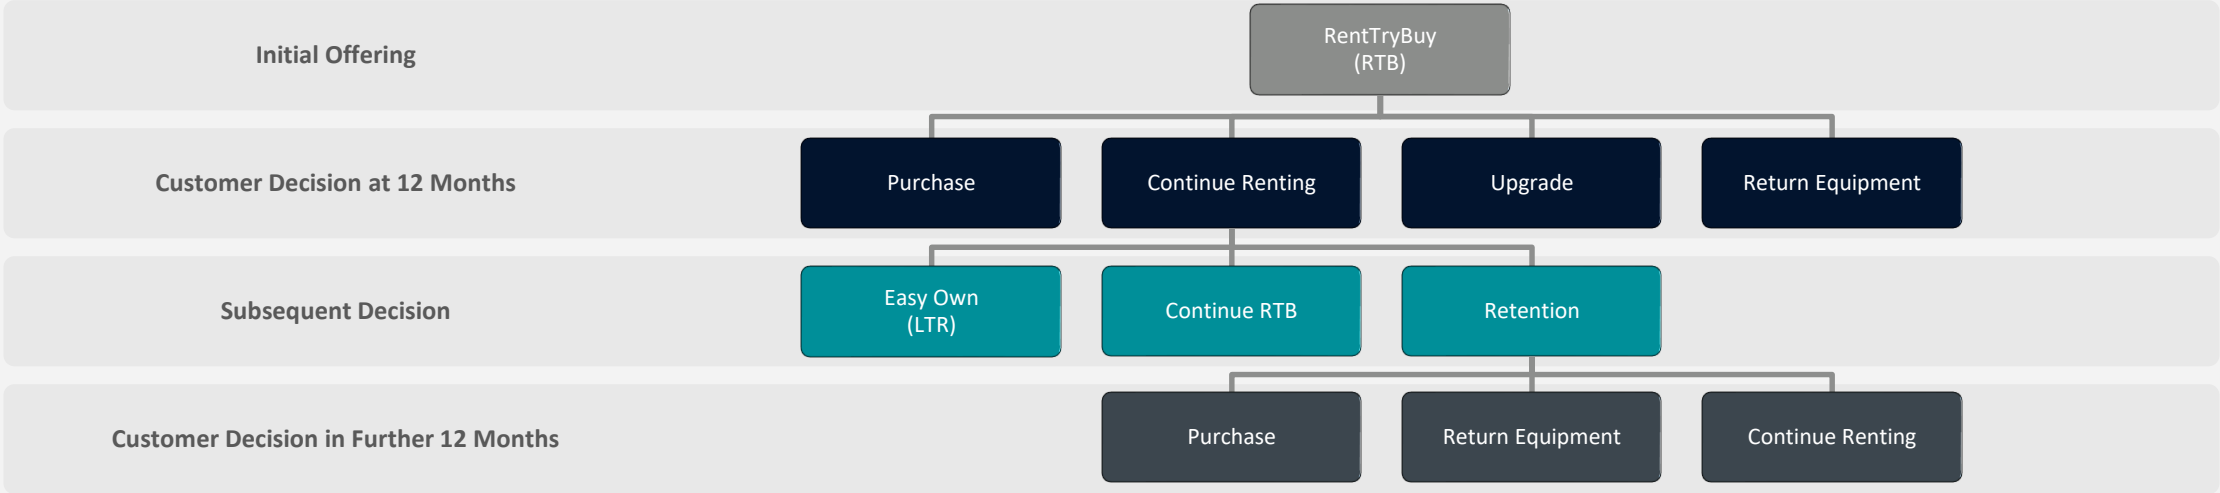 Initial Offering
RentTryBuy
(RTB)
Customer Decision at 12 Months
Purchase
Continue Renting
Upgrade
Return Equipment
Subsequent Decision
Easy Own
(LTR)
Continue RTB
Retention
Customer Decision in Further 12 Months
Purchase
Return Equipment
Continue Renting